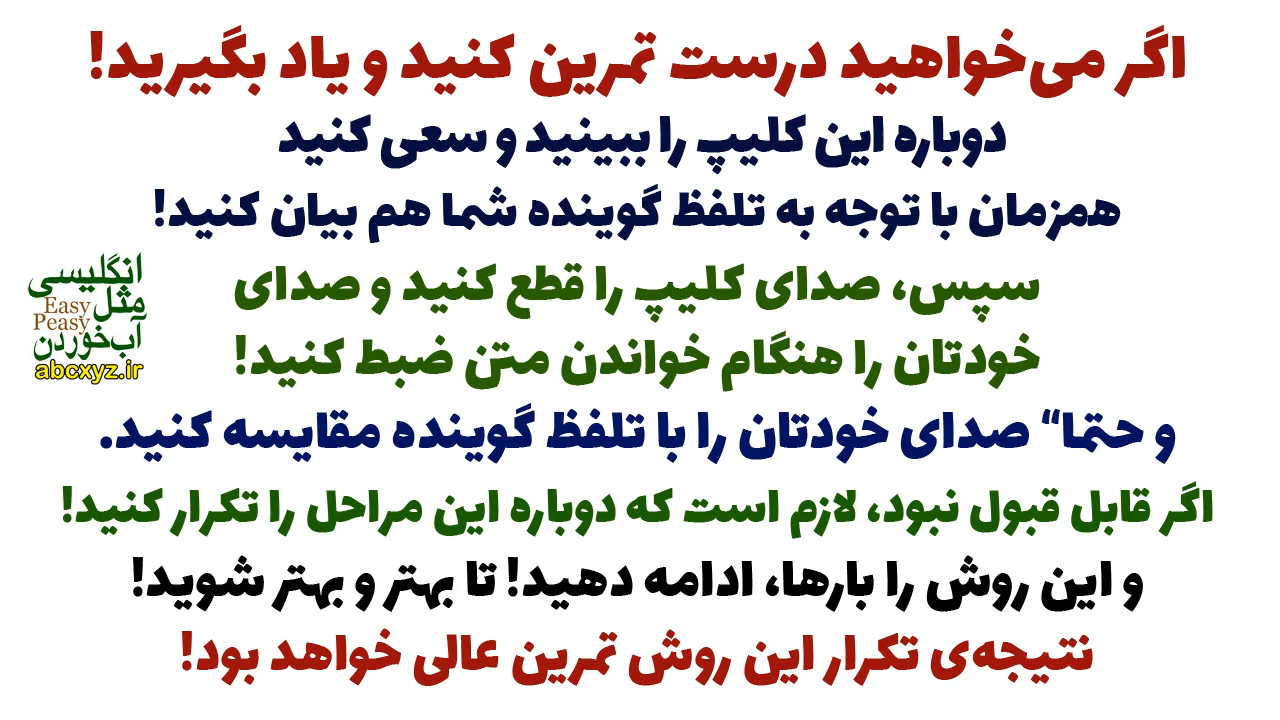 اگر می‌خواهید درست تمرین کنید و یاد بگیرید!
دوباره این کلیپ را ببینید و سعی کنید
همزمان با توجه به تلفظ گوینده شما هم بیان کنید!
سپس، صدای کلیپ را قطع کنید و صدای
خودتان را هنگام خواندن متن ضبط کنید!
و حتما“ صدای خودتان را با تلفظ گوینده مقایسه کنید.
اگر قابل قبول نبود، لازم است که دوباره این مراحل را تکرار کنید!
و این روش را بارها، ادامه دهید! تا بهتر و بهتر شوید!
نتیجه‌ی تکرار این روش تمرین عالی خواهد بود!
انگلیسی
مثل Easy
Peasy
آب‌خوردن
abcxyz.ir